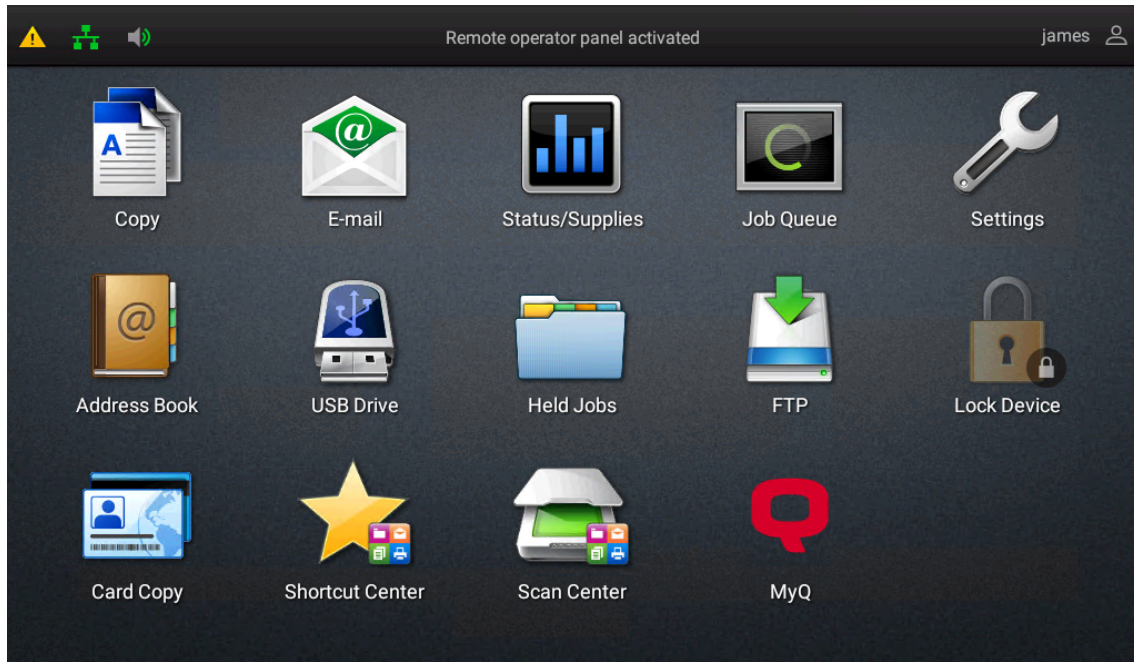 Remote operator panel activated
james
Copy
E-mail
Status/Supplies
Job Queue
Settings
Address Book
USB Drive
Held Jobs
FTP
Lock Device
Card Copy
Shortcut Center
Scan Center
MyQ